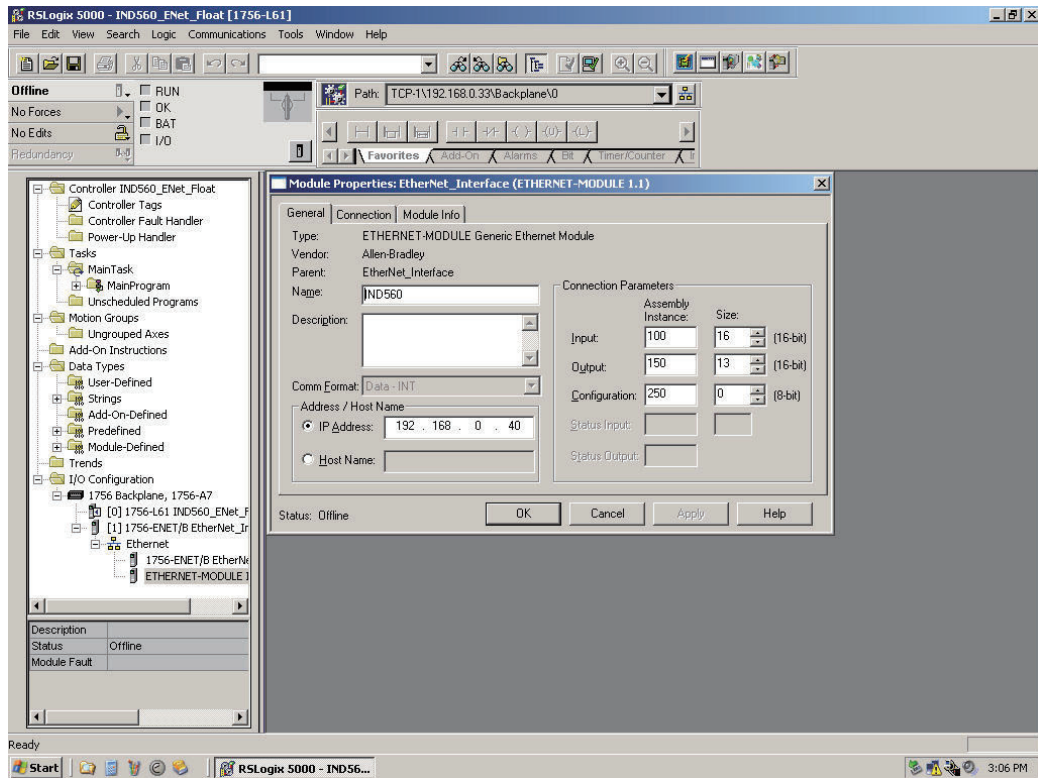 RSLogix 5000 - IND560_ENet_Float [1756-L61]
File Edit View Search Logic Communications Tools Window Help
Offline
RUN
No Forces
OK
No Edits
BAT
Redundancy
I/O
Path: TCP-1\192.168.0.33\Backplane\0
Favorites Add-On Alarms Bit Timer/Counter
Controller IND560_ENet_Float
Controller Tags
Controller Fault Handler
Power-Up Handler
Tasks
MainTask
MainProgram
Unscheduled Programs
Motion Groups
Ungrouped Axes
Add-On Instructions
Data Types
User-Defined
Strings
Add-On-Defined
Predefined
Module-Defined
Trends
I/O Configuration
1756 Backplane, 1756-A7
[0] 1756-L61 IND560_ENet_F
[1] 1756-ENET/B EtherNet_Ir
Ethernet
1756-ENET/B EtherNe
ETHERNET-MODULE I
Description
Status Offline
Module Fault
Module Properties: EtherNet_Interface (ETHERNET-MODULE 1.1)
General Connection Module Info
Type: ETHERNET-MODULE Generic Ethernet Module
Vendor: Allen-Bradley
Parent: EtherNet_Interface
Name: IND560
Description:
Comm Format: Data - INT
Address / Host Name
IP Address: 192 . 168 . 0 . 40
Host Name:
Connection Parameters
Assembly Instance: Size:
Input: 100 16 (16-bit)
Output: 150 13 (16-bit)
Configuration: 250 0 (8-bit)
Status Input:
Status Output:
Status: Offline
OK Cancel Apply Help
Ready
Start RSLogix 5000 - IND56... 3:06 PM